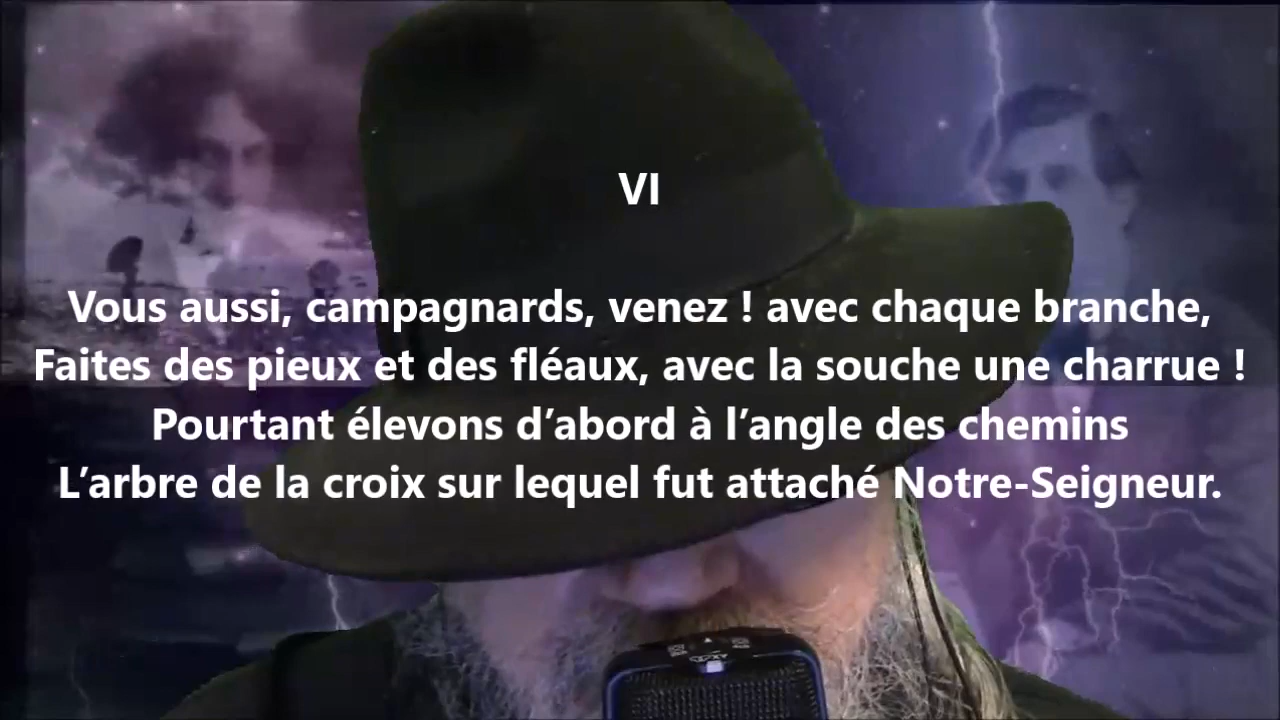 VI
Vous aussi, campagnards, venez ! avec chaque branche,
Faites des pieux et des fléaux, avec la souche une charrue !
Pourtant élevons d’abord à l’angle des chemins
L’arbre de la croix sur lequel fut attaché Notre-Seigneur.